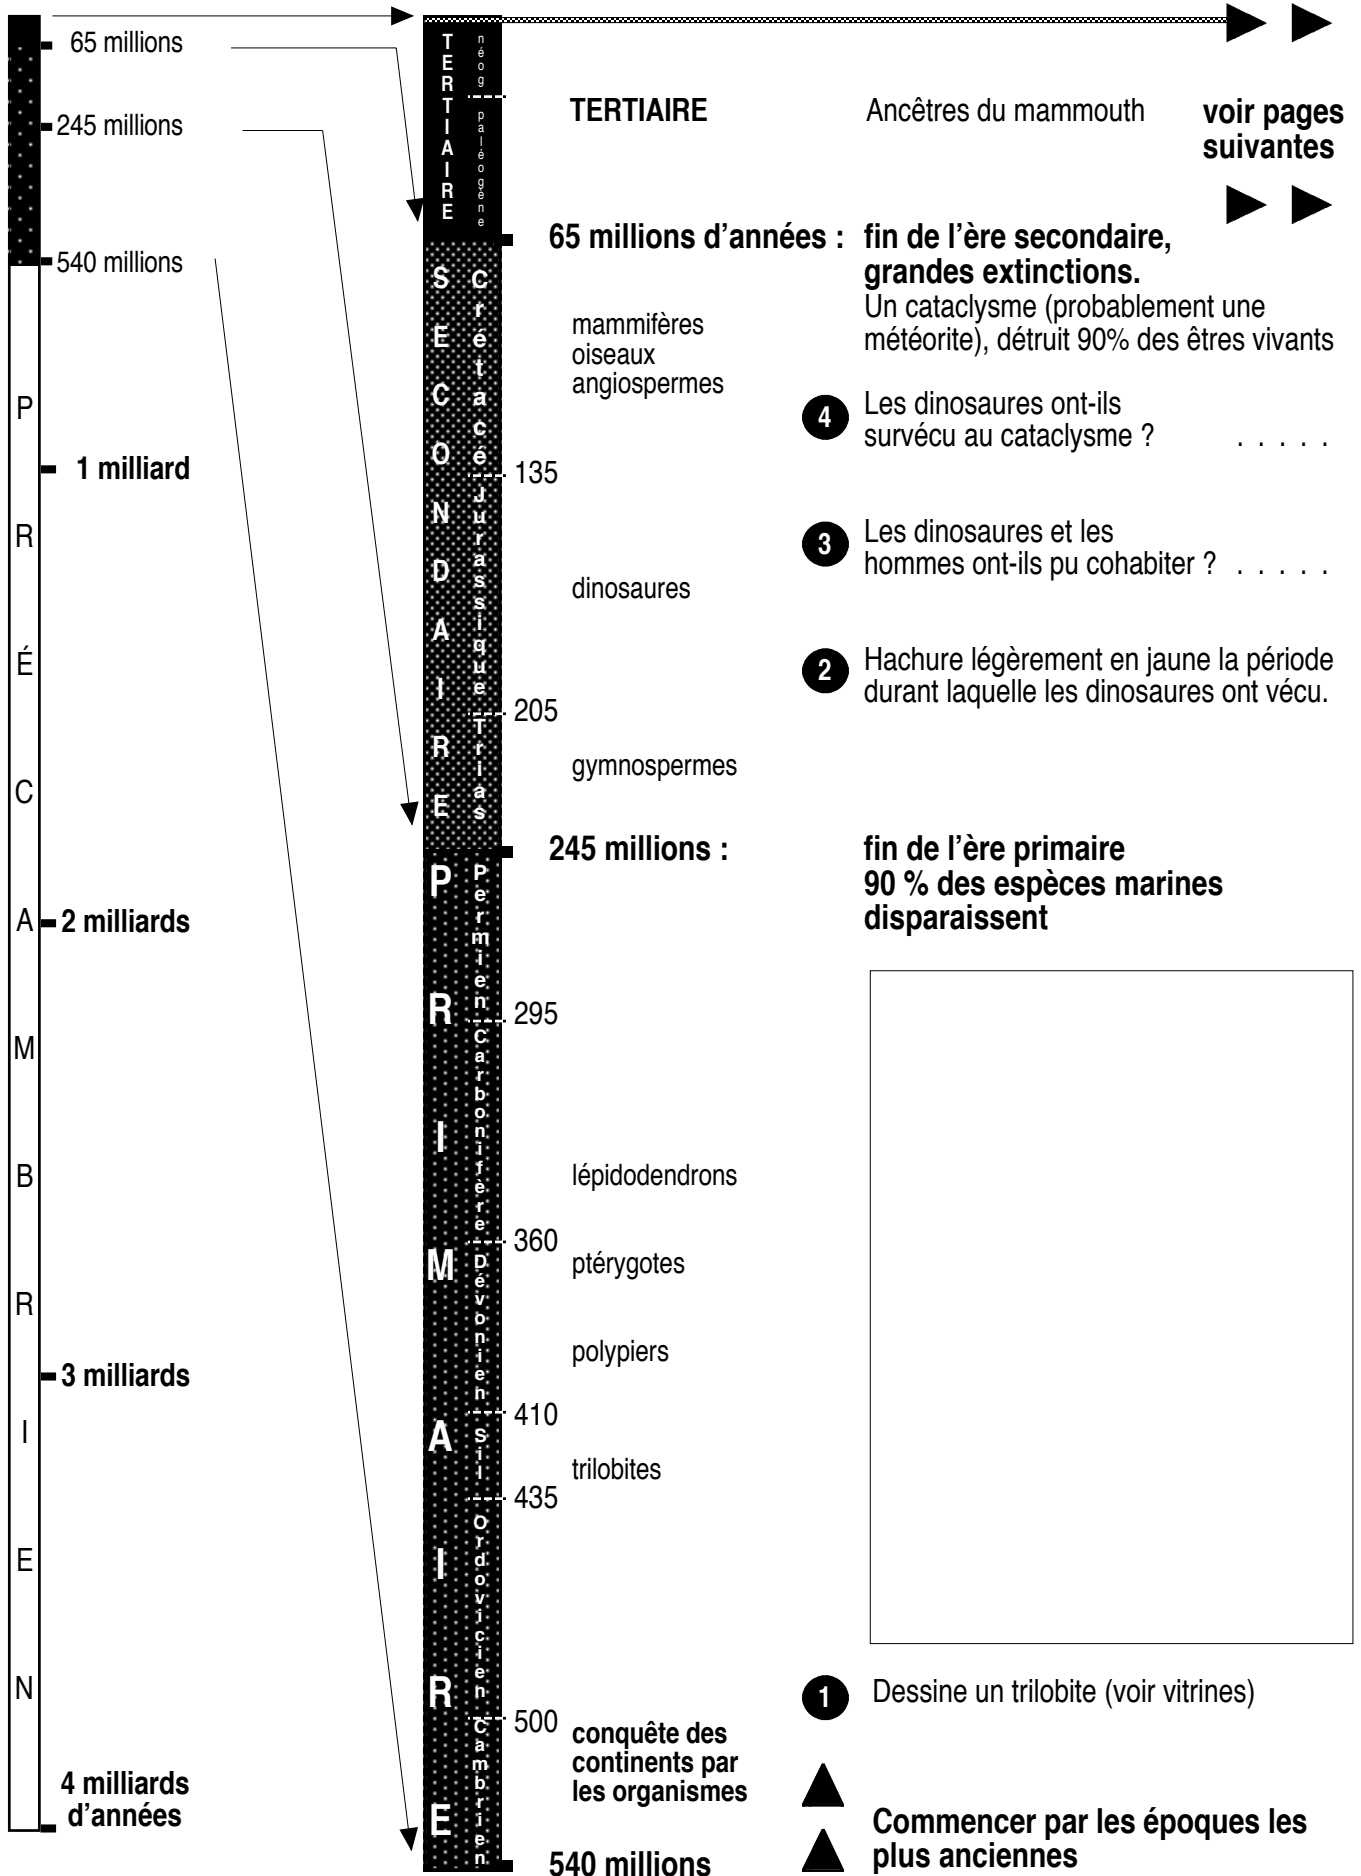 65 millions
245 millions
540 millions
1 milliard
2 milliards
3 milliards
4 milliards
d'années
PRÉCAMBRIEN
TERTIAIRE
néog
paléogène
SECONDAIRE
Crétacé
Jurassique
Trias
PRIMAIRE
Permien
Carbonifère
Dévonien
Sil
Ordovicien
Cambrien
TERTIAIRE
Ancêtres du mammouth
voir pages
suivantes
65 millions d'années :
fin de l'ère secondaire,
grandes extinctions.
Un cataclysme (probablement une
météorite), détruit 90% des êtres vivants
mammifères
oiseaux
angiospermes
4
Les dinosaures ont-ils
survécu au cataclysme ? . . . . .
135
3
Les dinosaures et les
hommes ont-ils pu cohabiter ? . . . . .
dinosaures
2
Hachure légèrement en jaune la période
durant laquelle les dinosaures ont vécu.
205
gymnospermes
245 millions :
fin de l'ère primaire
90 % des espèces marines
disparaissent
295
lépidodendrons
360
ptérygotes
polypiers
410
trilobites
435
1
Dessine un trilobite (voir vitrines)
500
conquête des
continents par
les organismes
Commencer par les époques les
plus anciennes
540 millions